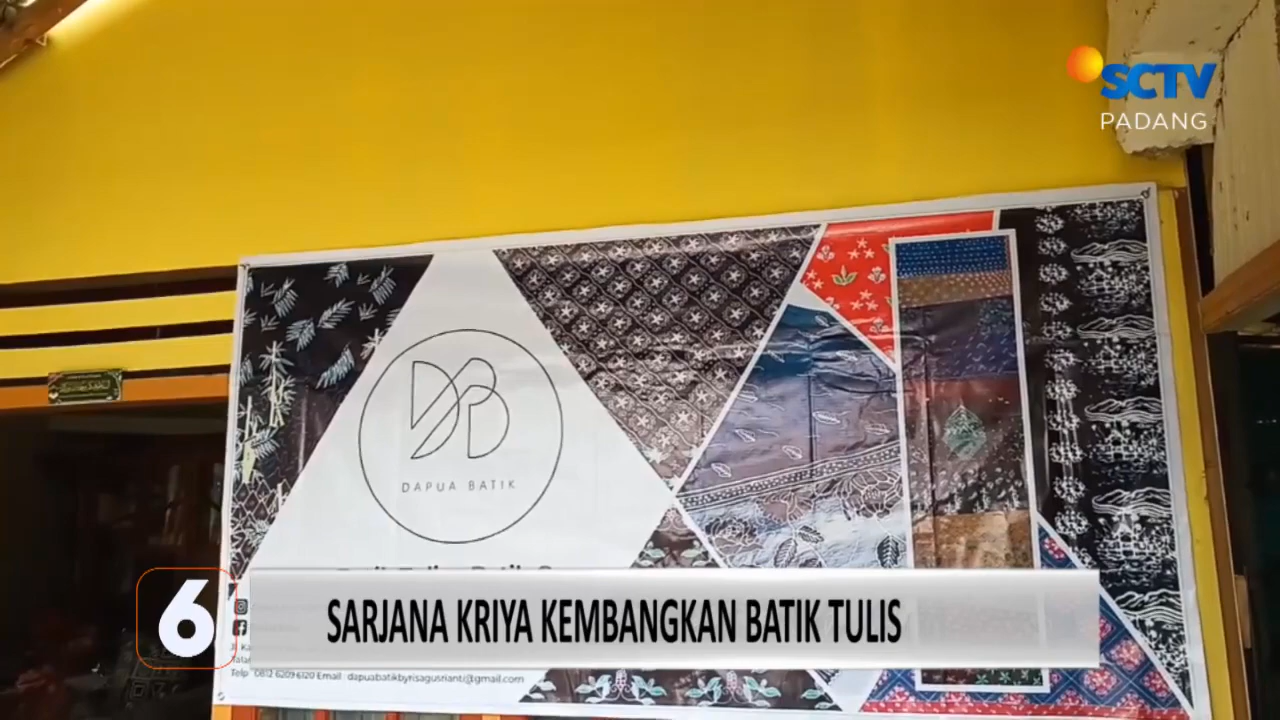 SCTV
PADANG
DAPUA BATIK
6
SARJANA KRIYA KEMBANGKAN BATIK TULIS
Telp : 0812 6209 6120 Email : dapuabatikbyrisagusrianti@gmail.com